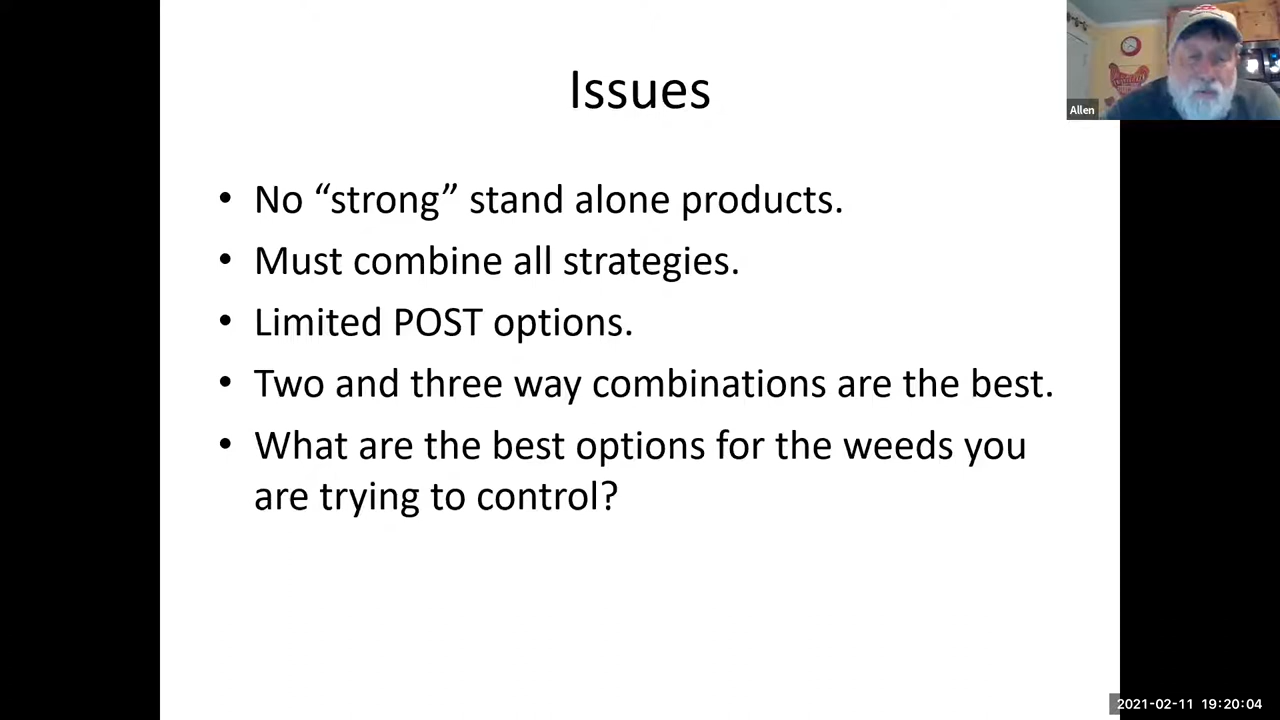 Issues
• No “strong” stand alone products.
• Must combine all strategies.
• Limited POST options.
• Two and three way combinations are the best.
• What are the best options for the weeds you
are trying to control?
Allen
2021-02-11 19:20:04